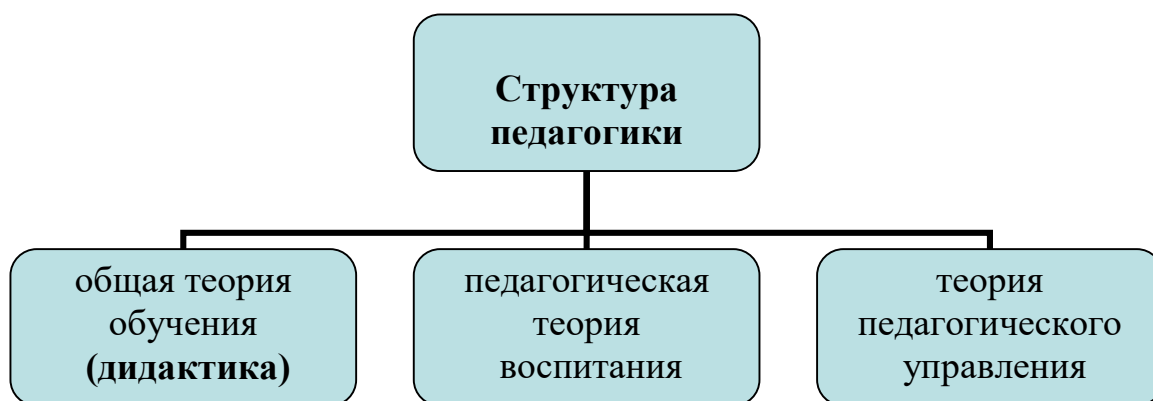 Структура
педагогики
общая теория
обучения
(дидактика)
педагогическая
теория
воспитания
теория
педагогического
управления